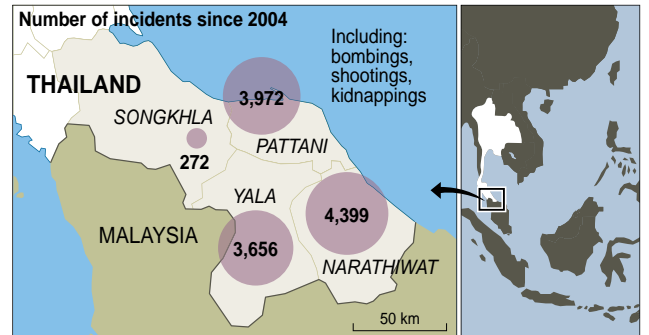 Number of incidents since 2004
Including:
bombings,
shootings,
kidnappings
THAILAND
3,972
SONGKHLA
272
PATTANI
YALA
4,399
MALAYSIA
3,656
NARATHIWAT
50 km